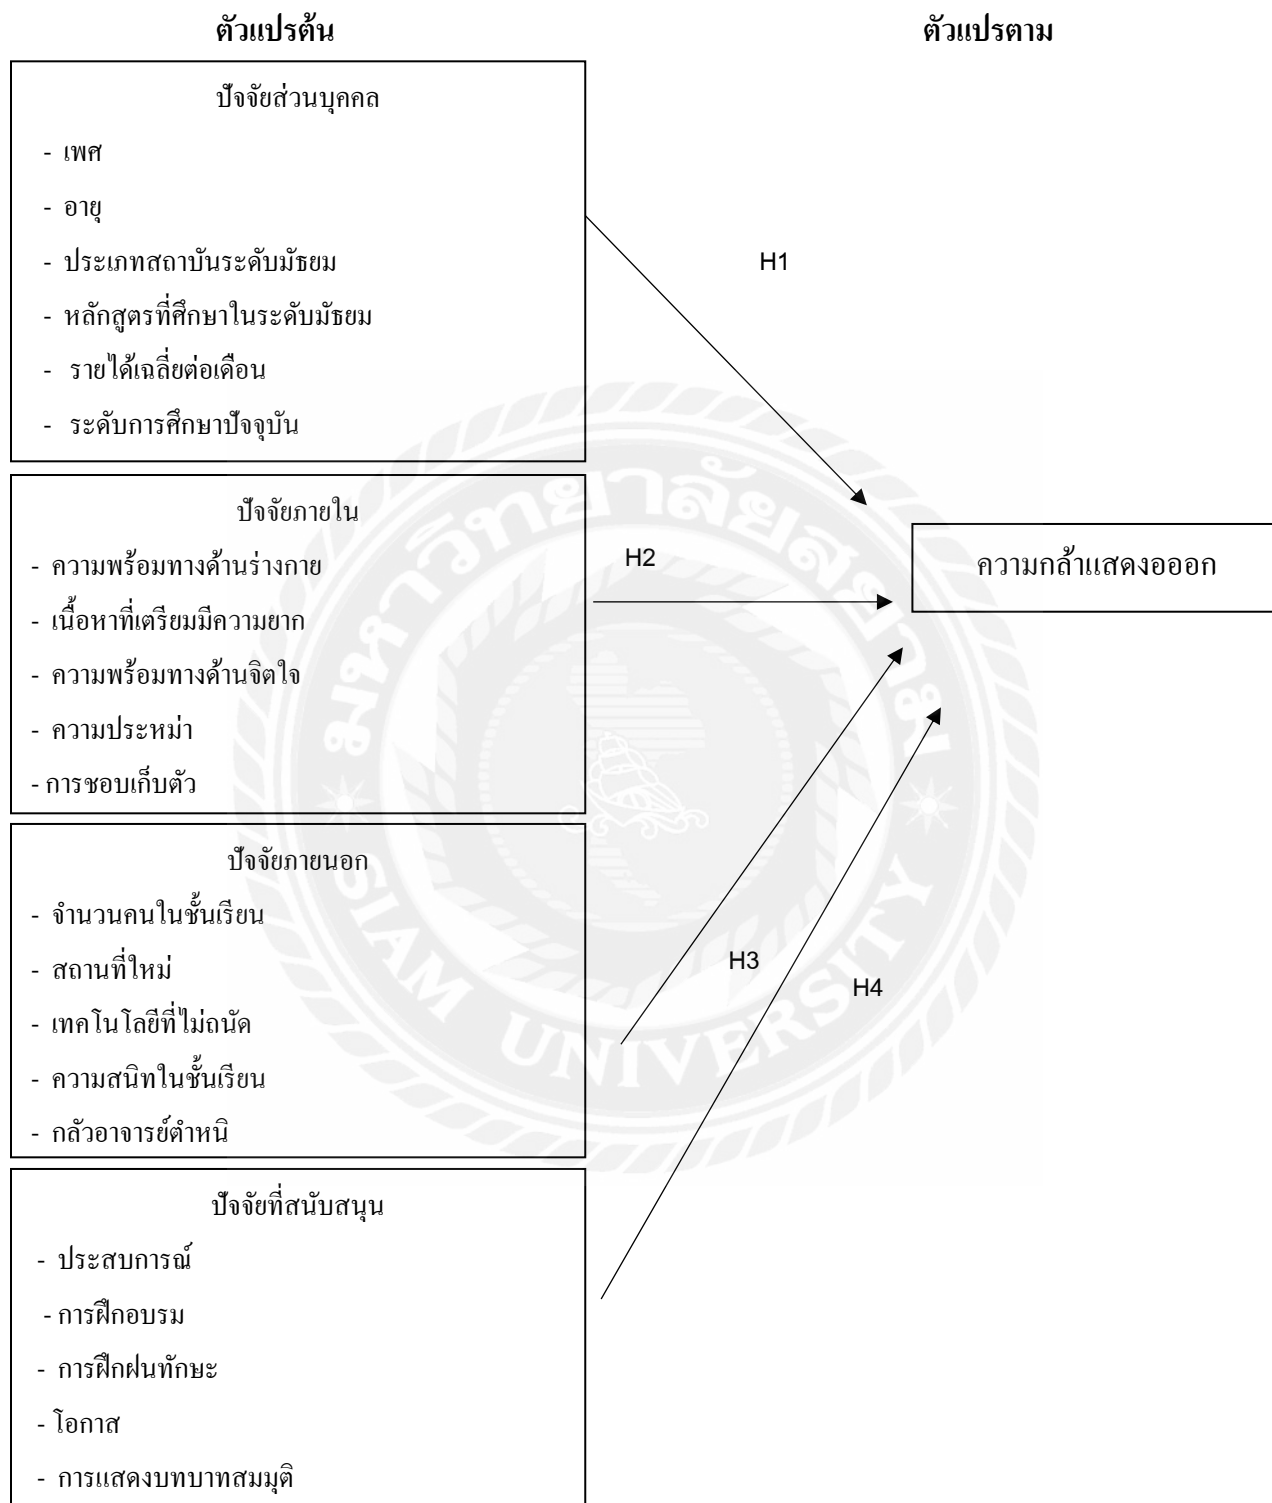 ตัวแปรต้น
ตัวแปรตาม
ปัจจัยส่วนบุคคล
- เพศ
- อายุ
- ประเภทสถาบันระดับมัธยม
- หลักสูตรที่ศึกษาในระดับมัธยม
- รายได้เฉลี่ยต่อเดือน
- ระดับการศึกษาปัจจุบัน
H1
ปัจจัยภายใน
- ความพร้อมทางด้านร่างกาย
- เนื้อหาที่เตรียมมีความยาก
- ความพร้อมทางด้านจิตใจ
- ความประหม่า
- การชอบเก็บตัว
H2
ความกล้าแสดงอออก
ปัจจัยภายนอก
- จำนวนคนในชั้นเรียน
- สถานที่ใหม่
- เทคโนโลยีที่ไม่ถนัด
- ความสนิทในชั้นเรียน
- กลัวอาจารย์ตำหนิ
H3
H4
ปัจจัยที่สนับสนุน
- ประสบการณ์
- การฝึกอบรม
- การฝึกฝนทักษะ
- โอกาส
- การแสดงบทบาทสมมุติ
มหาวิทยาลัยสยาม
SIAM UNIVERSITY